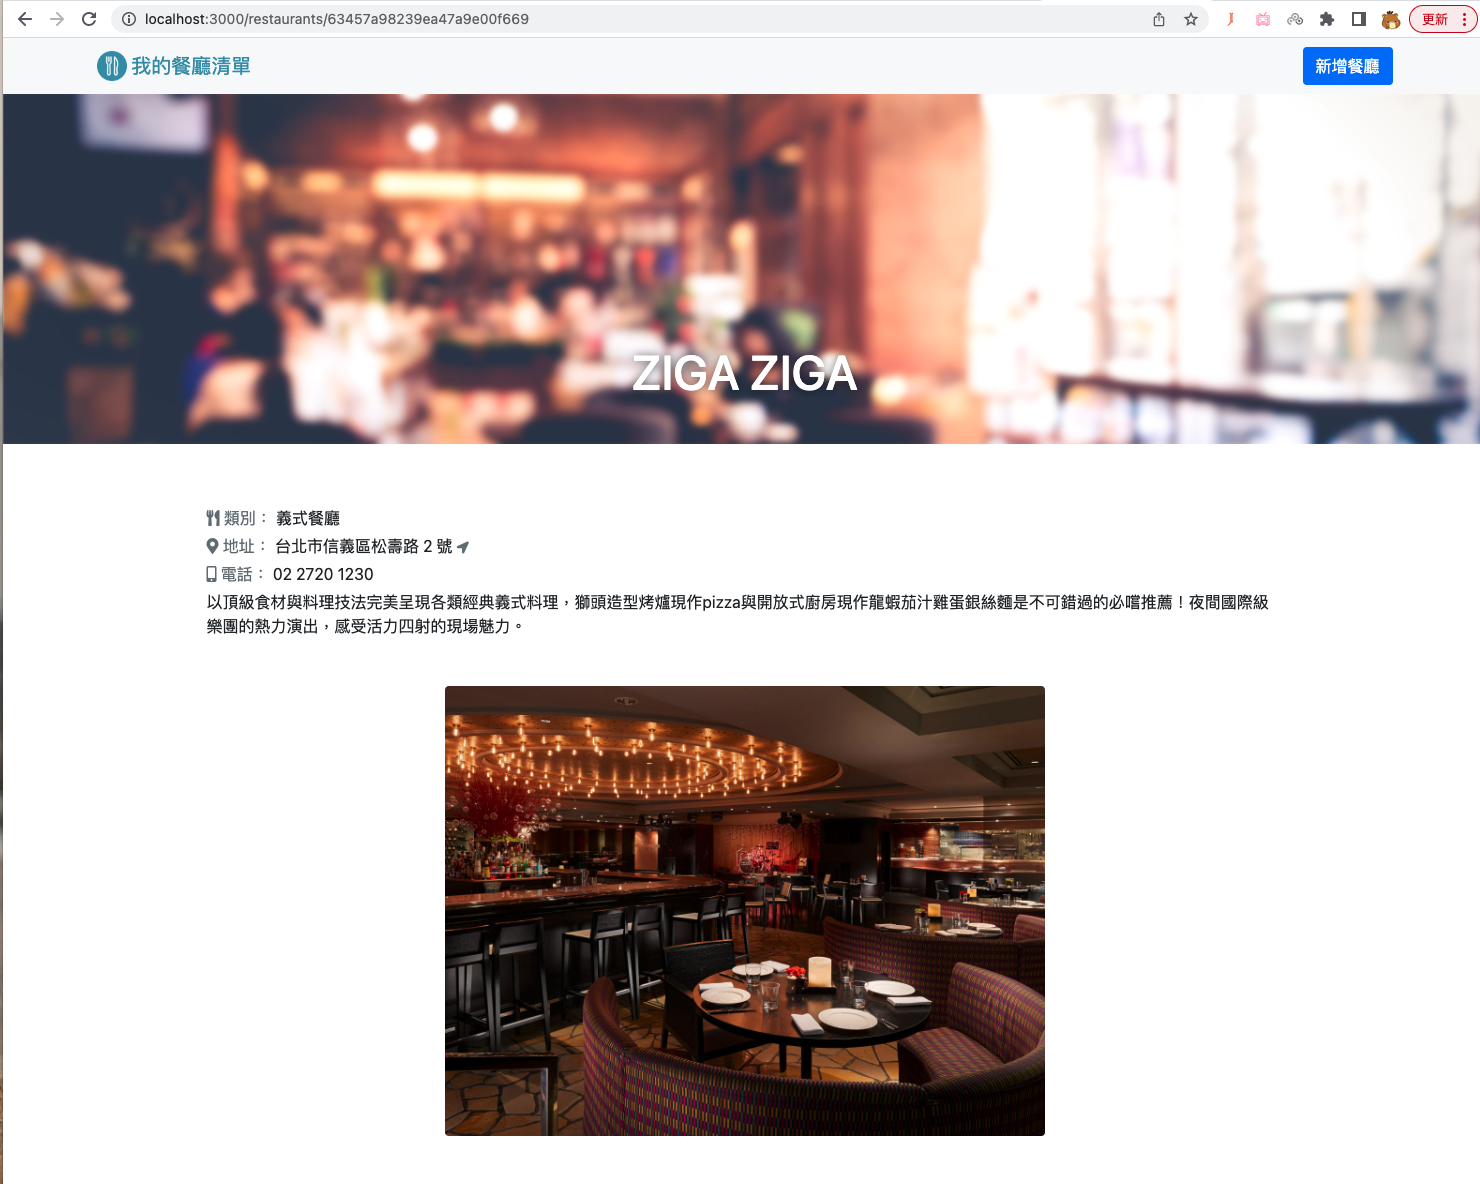 localhost:3000/restaurants/63457a98239ea47a9e00f669
更新
我的餐廳清單
新增餐廳
ZIGA ZIGA
類別： 義式餐廳
地址： 台北市信義區松壽路 2 號
電話： 02 2720 1230
以頂級食材與料理技法完美呈現各類經典義式料理，獅頭造型烤爐現作pizza與開放式廚房現作龍蝦茄汁雞蛋銀絲麵是不可錯過的必嚐推薦！夜間國際級
樂團的熱力演出，感受活力四射的現場魅力。